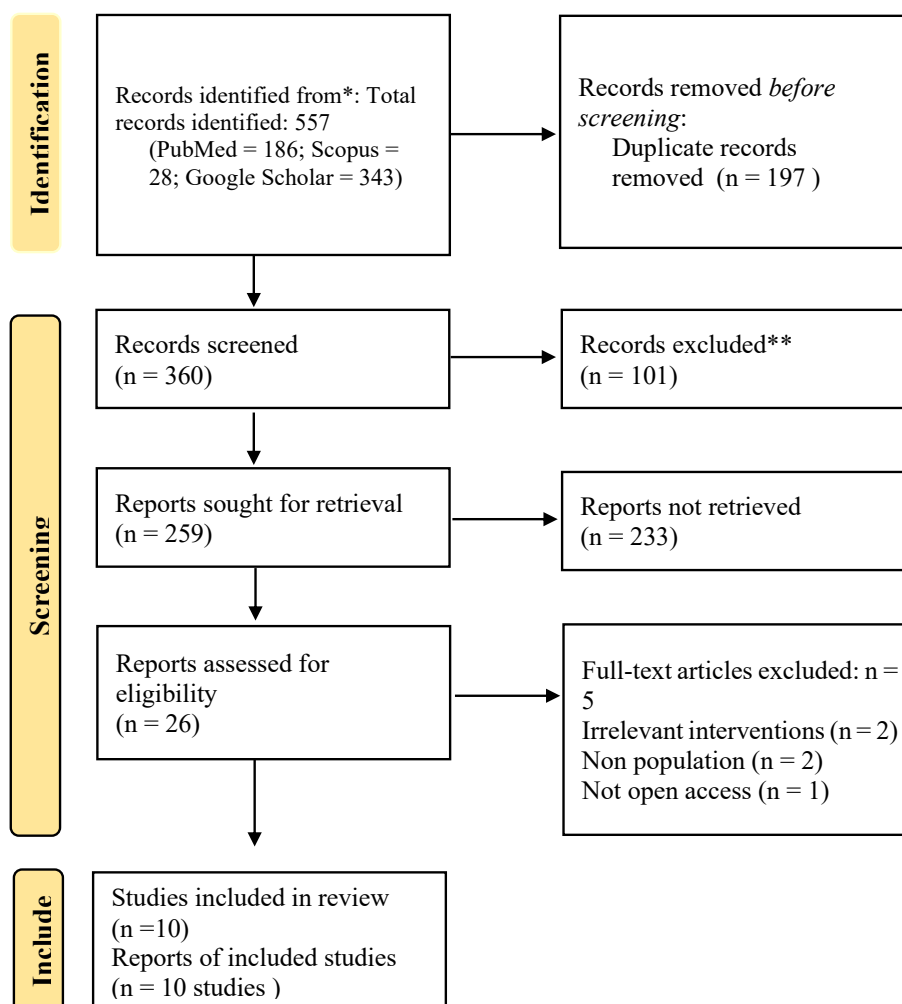 Identification
Records identified from*: Total
records identified: 557
(PubMed = 186; Scopus =
28; Google Scholar = 343)
Records removed before
screening:
Duplicate records
removed (n = 197 )
Screening
Records screened
(n = 360)
Records excluded**
(n = 101)
Reports sought for retrieval
(n = 259)
Reports not retrieved
(n = 233)
Reports assessed for
eligibility
(n = 26)
Full-text articles excluded: n =
5
Irrelevant interventions (n = 2)
Non population (n = 2)
Not open access (n = 1)
Include
Studies included in review
(n =10)
Reports of included studies
(n = 10 studies )